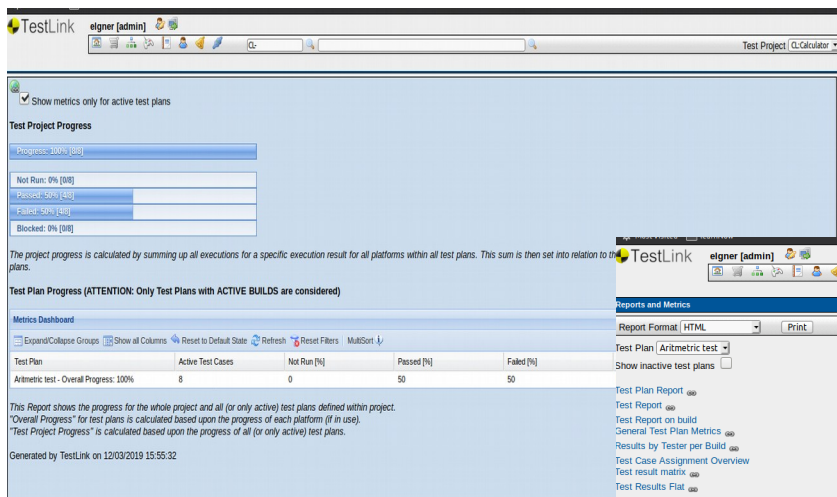 TestLink
elgner [admin]
CL-
Test Project CL:Calculator
Show metrics only for active test plans
Test Project Progress
Progress: 100% [8/8]
Not Run: 0% [0/8]
Passed: 50% [4/8]
Failed: 50% [4/8]
Blocked: 0% [0/8]
The project progress is calculated by summing up all executions for a specific execution result for all platforms within all test plans. This sum is then set into relation to th
plans.
Test Plan Progress (ATTENTION: Only Test Plans with ACTIVE BUILDS are considered)
Metrics Dashboard
Expand/Collapse Groups Show all Columns Reset to Default State Refresh Reset Filters MultiSort
Test Plan Active Test Cases Not Run [%] Passed [%] Failed [%]
Aritmetic test - Overall Progress: 100% 8 0 50 50
This Report shows the progress for the whole project and all (or only active) test plans defined within project.
"Overall Progress" for test plans is calculated based upon the progress of each platform (if in use).
"Test Project Progress" is calculated based upon the progress of all (or only active) test plans.
Generated by TestLink on 12/03/2019 15:55:32
TestLink
elgner [admin]
Reports and Metrics
Report Format HTML Print
Test Plan Aritmetic test
Show inactive test plans
Test Plan Report
Test Report
Test Report on build
General Test Plan Metrics
Results by Tester per Build
Test Case Assignment Overview
Test result matrix
Test Results Flat